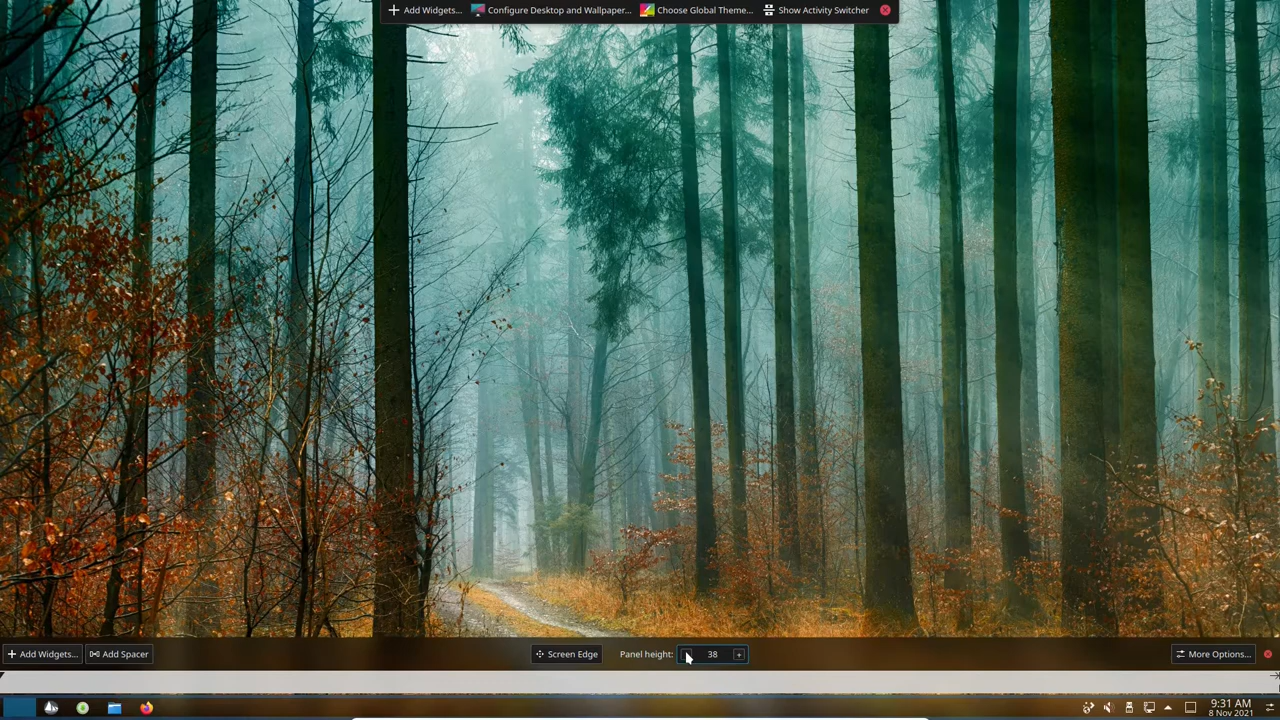 Add Widgets... Configure Desktop and Wallpaper... Choose Global Theme... Show Activity Switcher
Add Widgets... Add Spacer Screen Edge Panel height: 38 More Options...
9:31 AM
8 Nov 2021